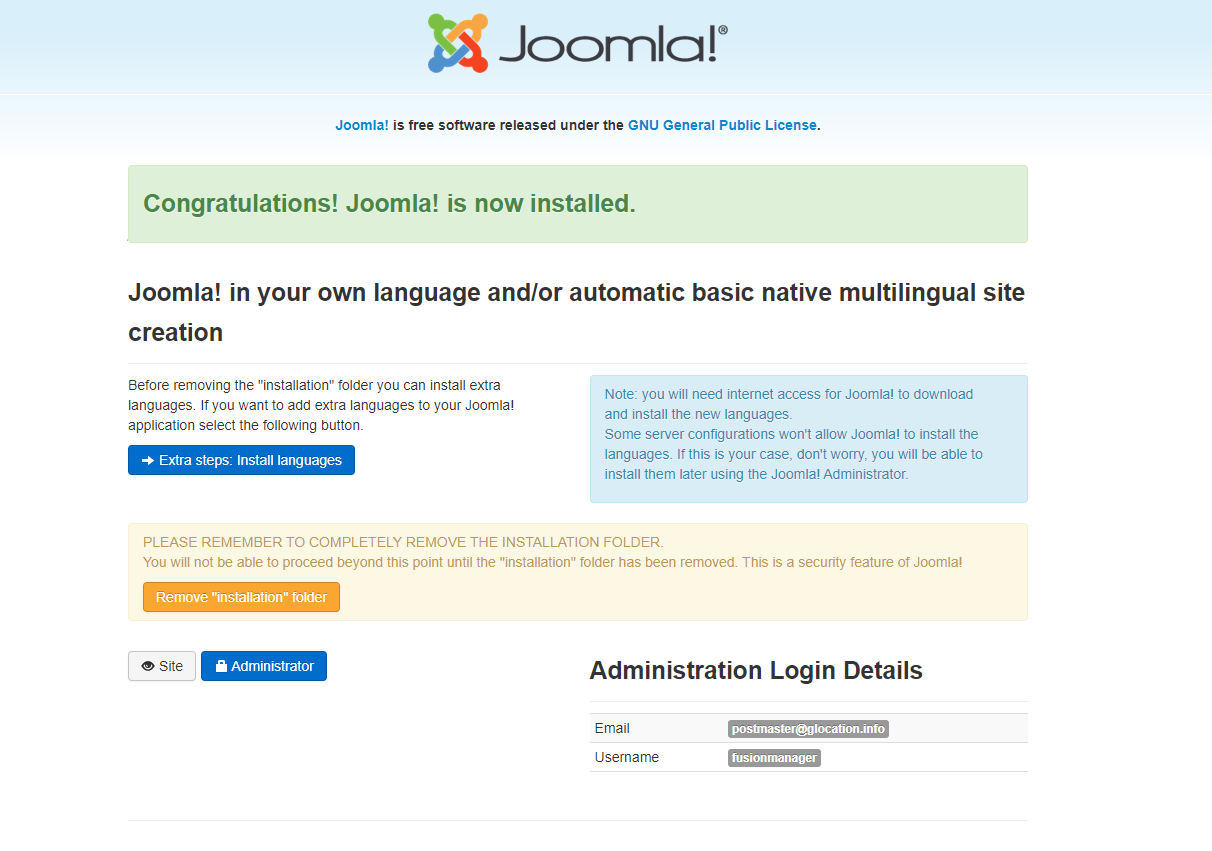 Joomla!®
Joomla! is free software released under the GNU General Public License.
Congratulations! Joomla! is now installed.
Joomla! in your own language and/or automatic basic native multilingual site
creation
Before removing the "installation" folder you can install extra
languages. If you want to add extra languages to your Joomla!
application select the following button.
Extra steps: Install languages
Note: you will need internet access for Joomla! to download
and install the new languages.
Some server configurations won't allow Joomla! to install the
languages. If this is your case, don't worry, you will be able to
install them later using the Joomla! Administrator.
PLEASE REMEMBER TO COMPLETELY REMOVE THE INSTALLATION FOLDER.
You will not be able to proceed beyond this point until the "installation" folder has been removed. This is a security feature of Joomla!
Remove "installation" folder
Site Administrator
Administration Login Details
Email postmaster@glocation.info
Username fusionmanager